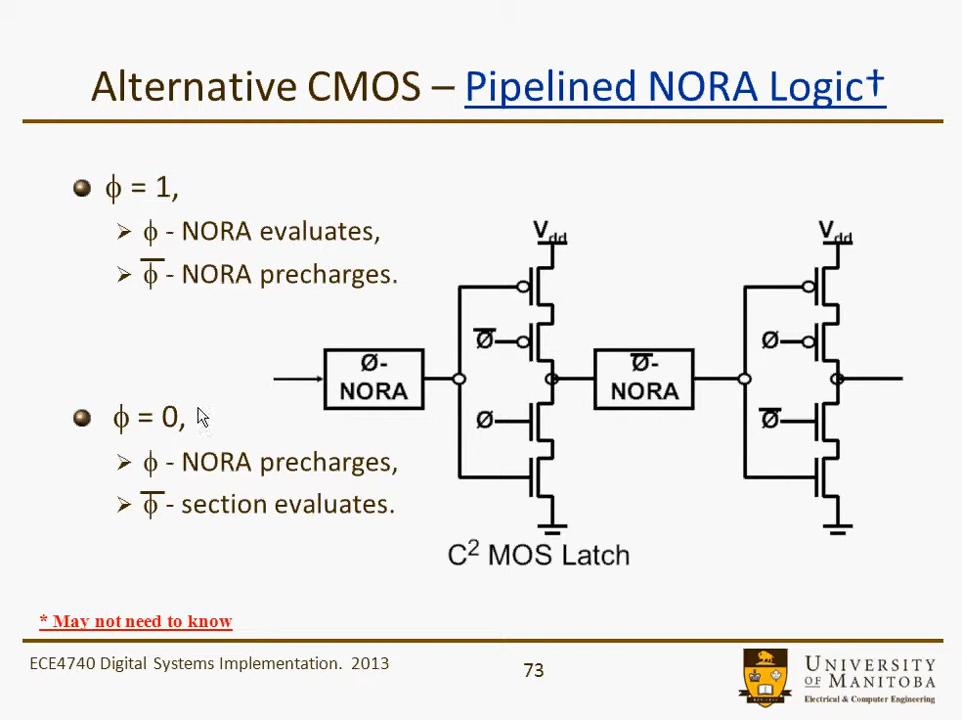 Alternative CMOS – Pipelined NORA Logic†
ϕ = 1,
ϕ - NORA evaluates,
ϕ̅ - NORA precharges.
ϕ = 0,
ϕ - NORA precharges,
ϕ̅ - section evaluates.
Vdd
Vdd
Ø̅
Ø
Ø-
NORA
Ø̅-
NORA
Ø
Ø̅
C² MOS Latch
* May not need to know
ECE4740 Digital Systems Implementation. 2013
73
UNIVERSITY
OF MANITOBA
Electrical & Computer Engineering